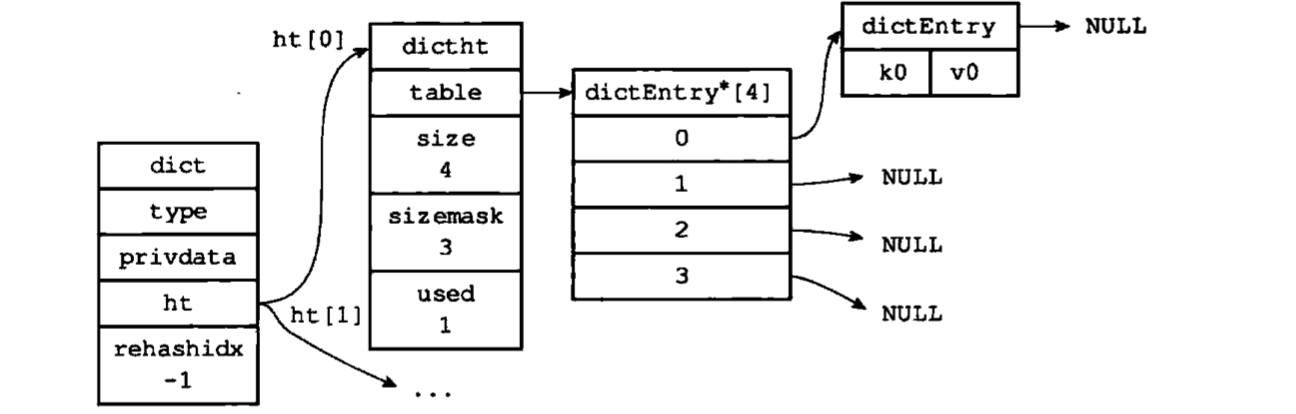 dict
type
privdata
ht
rehashidx
-1
ht[0]
ht[1]
...
dictht
table
size
4
sizemask
3
used
1
dictEntry*[4]
0
1
2
3
dictEntry
k0 v0
NULL
NULL
NULL
NULL